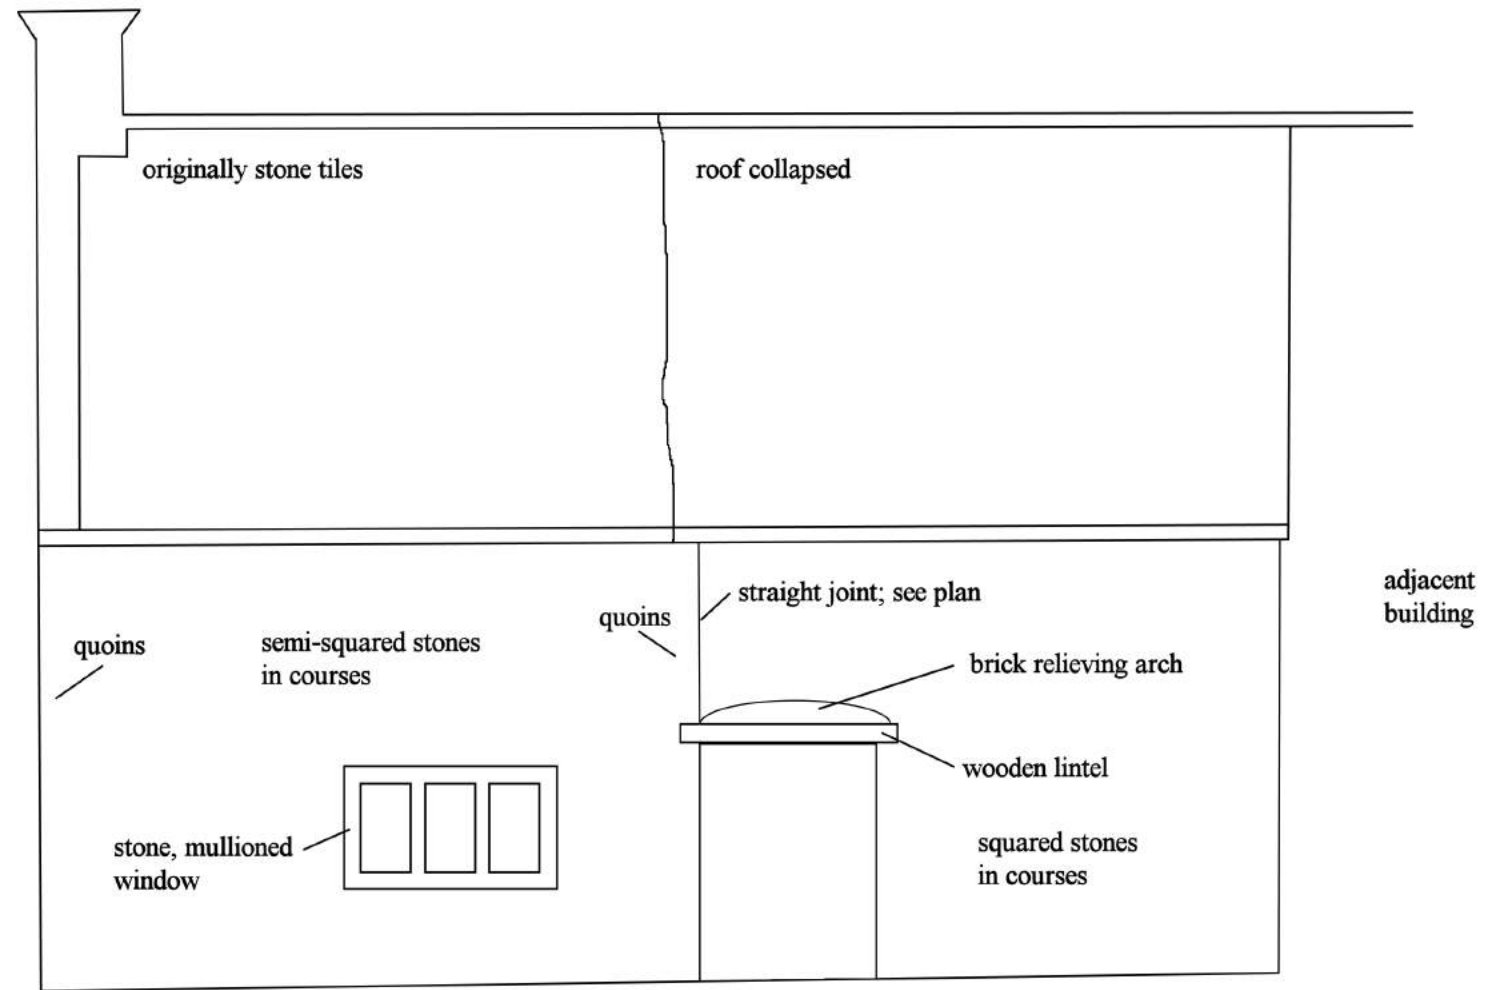 originally stone tiles
roof collapsed
straight joint; see plan
quoins
adjacent
building
quoins
semi-squared stones
in courses
brick relieving arch
wooden lintel
stone, mullioned
window
squared stones
in courses